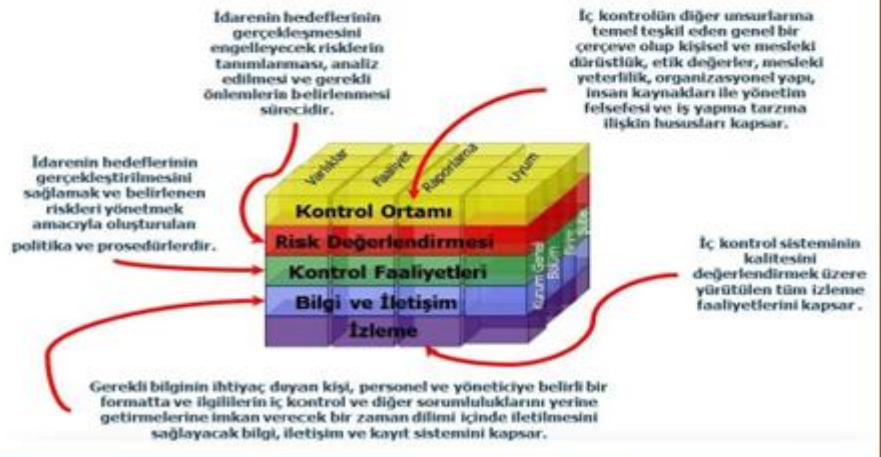 İdarenin hedeflerinin
gerçekleşmesini
engelleyecek risklerin
tanımlanması, analiz
edilmesi ve gerekli
önlemlerin belirlenmesi
sürecidir.
İç kontrolün diğer unsurlarına
temel teşkil eden genel bir
çerçeve olup kişisel ve mesleki
dürüstlük, etik değerler, mesleki
yeterlilik, organizasyonel yapı,
insan kaynakları ile yönetim
felsefesi ve iş yapma tarzına
ilişkin hususları kapsar.
İdarenin hedeflerinin
gerçekleştirilmesini
sağlamak ve belirlenen
riskleri yönetmek
amacıyla oluşturulan
politika ve prosedürlerdir.
Varlıklar
Faaliyet
Raporlama
Uyum
Kontrol Ortamı
Risk Değerlendirmesi
Kontrol Faaliyetleri
Bilgi ve İletişim
İzleme
Kurum Genel
Bölüm
Birim
Şube
İç kontrol sisteminin
kalitesini
değerlendirmek üzere
yürütülen tüm izleme
faaliyetlerini kapsar.
Gerekli bilginin ihtiyaç duyan kişi, personel ve yöneticiye belirli bir
formatta ve ilgililerin iç kontrol ve diğer sorumluluklarını yerine
getirmelerine imkan verecek bir zaman dilimi içinde iletilmesini
sağlayacak bilgi, iletişim ve kayıt sistemini kapsar.